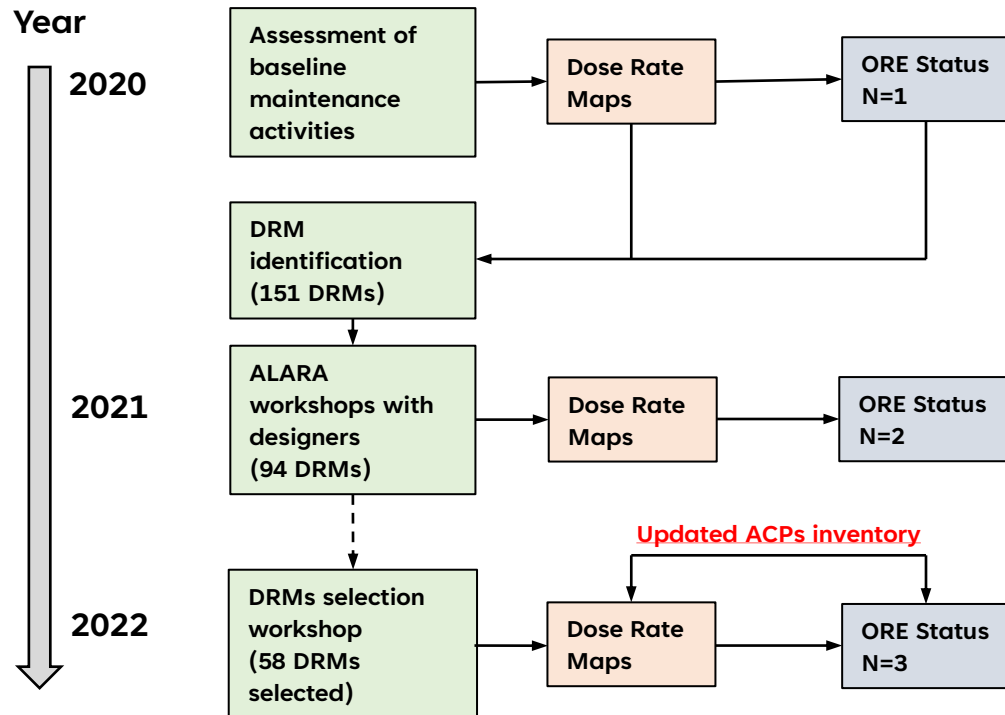 Year
2020
Assessment of
baseline
maintenance
activities
Dose Rate
Maps
ORE Status
N=1
DRM
identification
(151 DRMs)
2021
ALARA
workshops with
designers
(94 DRMs)
Dose Rate
Maps
ORE Status
N=2
Updated ACPs inventory
2022
DRMs selection
workshop
(58 DRMs
selected)
Dose Rate
Maps
ORE Status
N=3